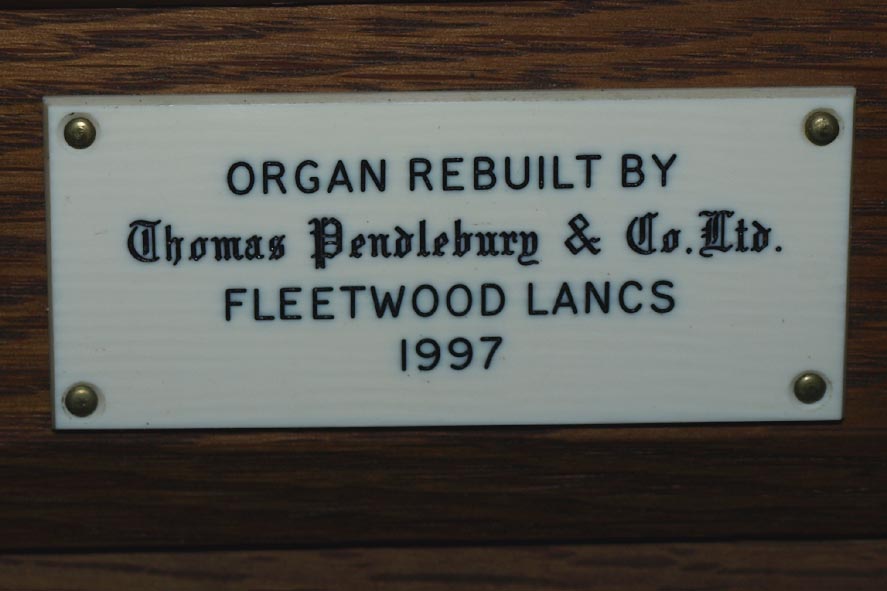 ORGAN REBUILT BY
Thomas Pendlebury & Co. Ltd.
FLEETWOOD LANCS
1997